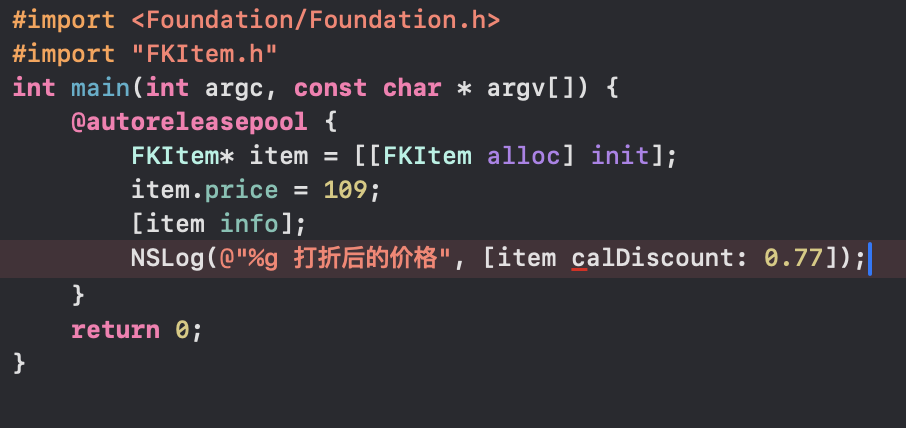 #import <Foundation/Foundation.h>
#import "FKItem.h"
int main(int argc, const char * argv[]) {
    @autoreleasepool {
        FKItem* item = [[FKItem alloc] init];
        item.price = 109;
        [item info];
        NSLog(@"%g 打折后的价格", [item calDiscount: 0.77]);
    }
    return 0;
}